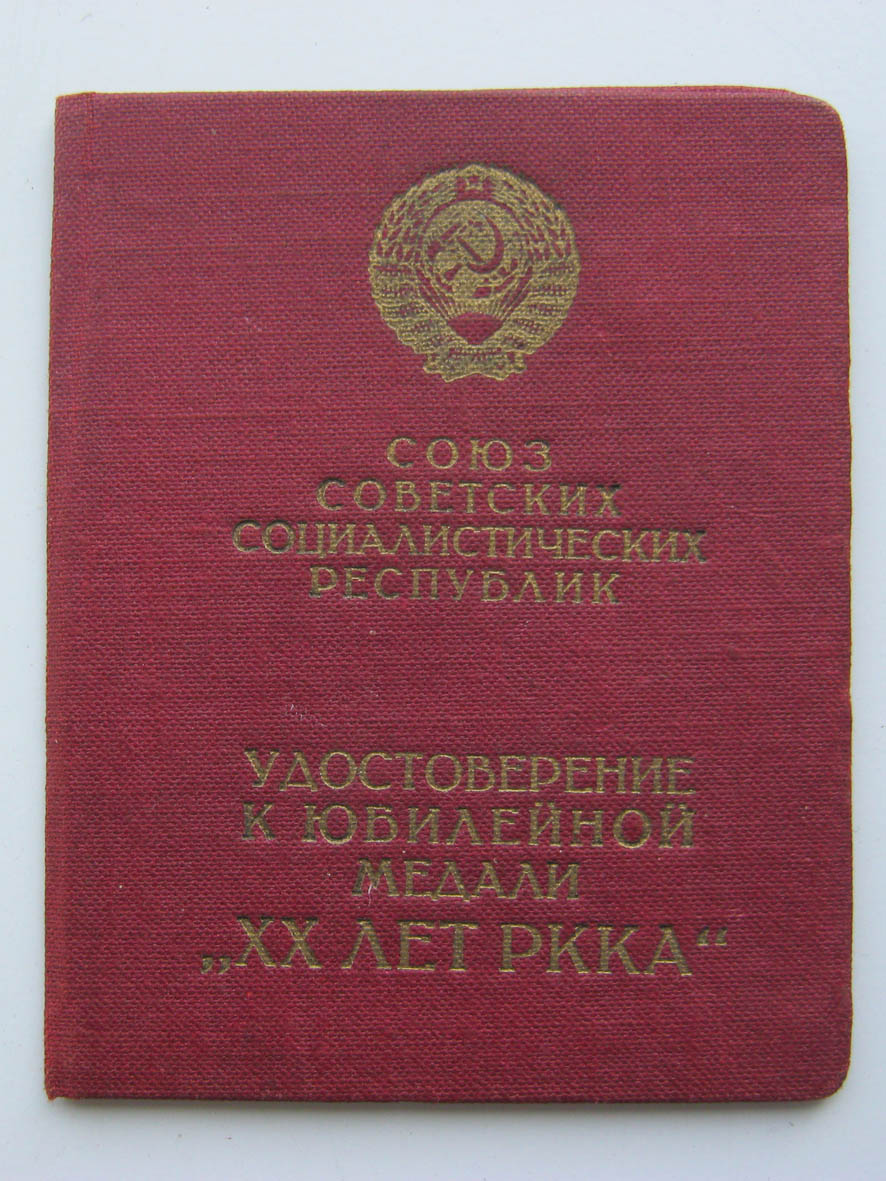 СОЮЗ
СОВЕТСКИХ
СОЦИАЛИСТИЧЕСКИХ
РЕСПУБЛИК
УДОСТОВЕРЕНИЕ
К ЮБИЛЕЙНОЙ
МЕДАЛИ
„XX ЛЕТ РККА“